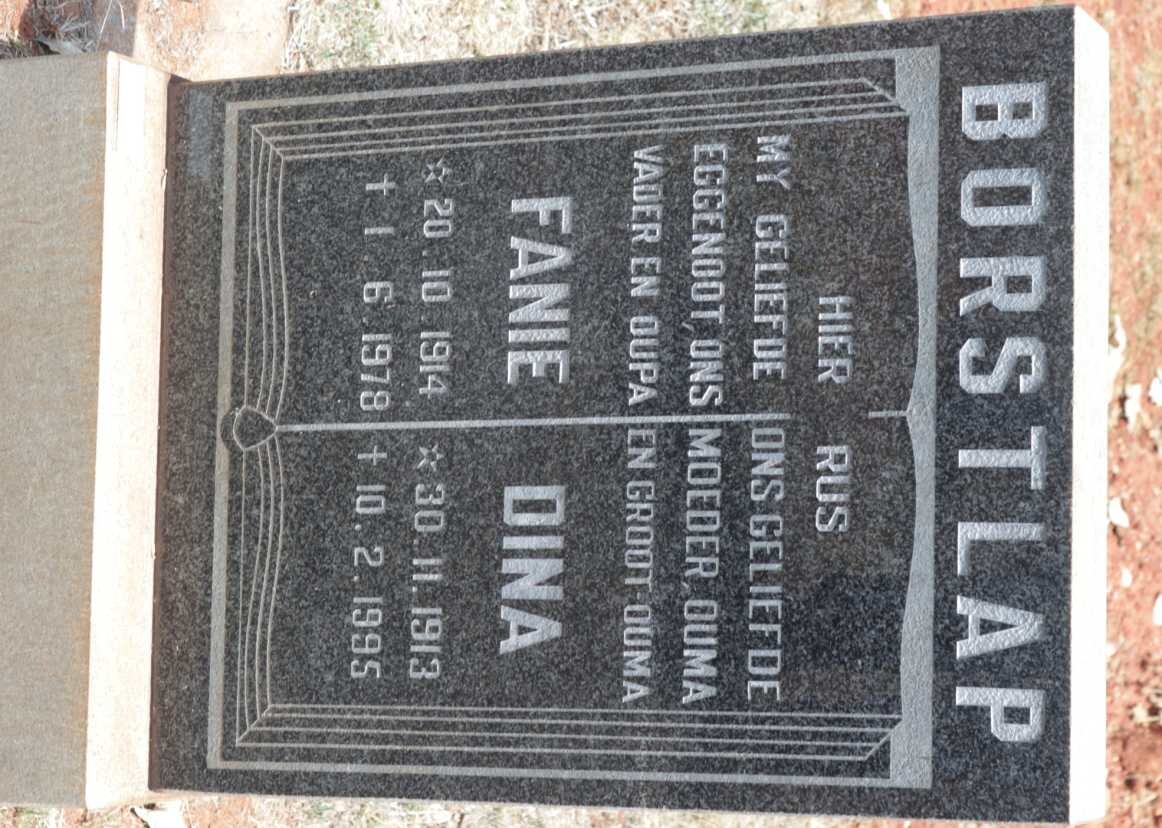 BORSTLAP
HIER RUS
MY GELIEFDE
EGGENOOT, ONS
VADER EN OUPA
FANIE
☆ 20.10.1914
† 1.6.1978
ONS GELIEFDE
MOEDER, OUMA
EN GROOT-OUMA
DINA
☆ 30.11.1913
† 10.2.1995